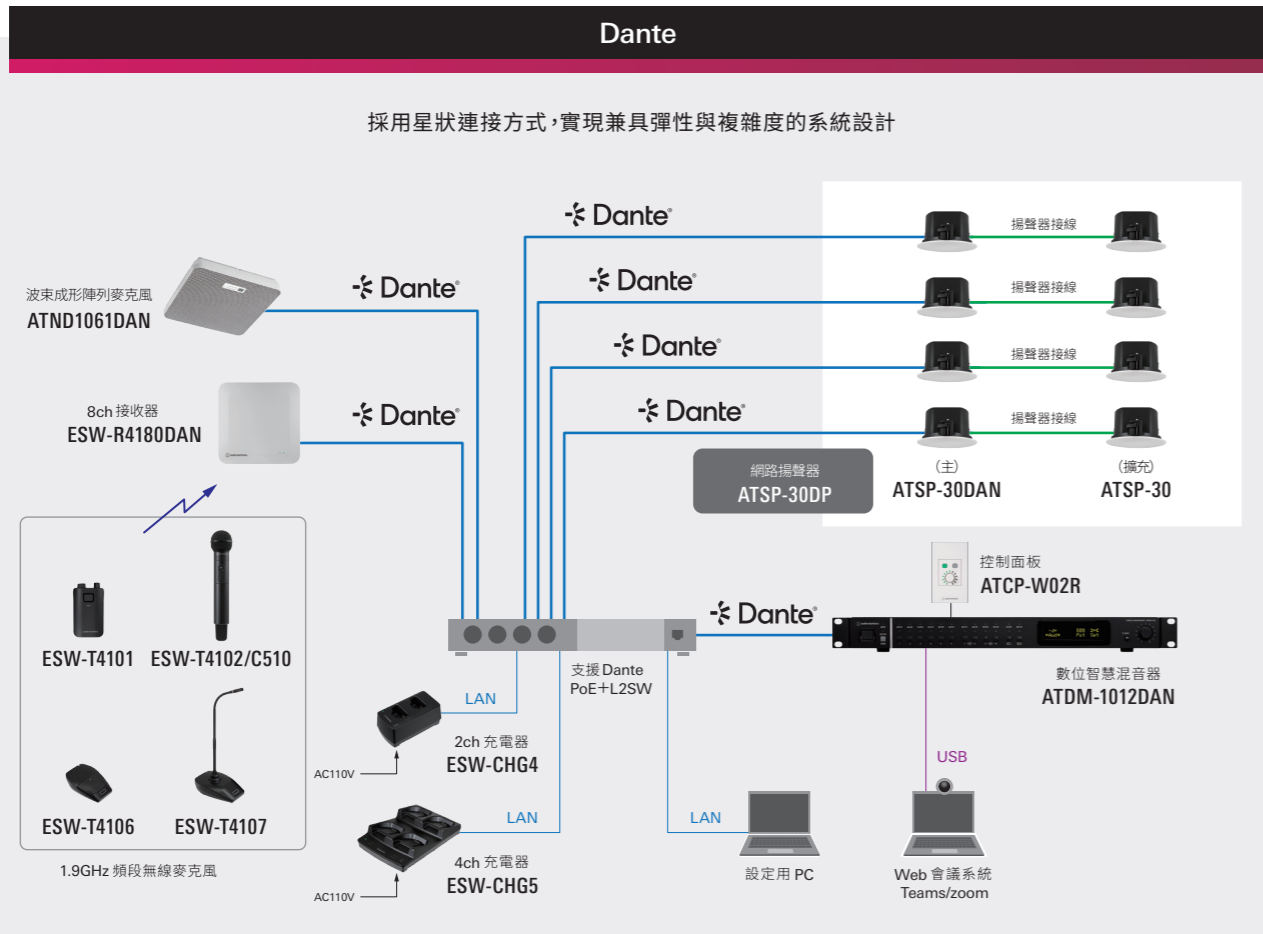 Dante
採用星狀連接方式,實現兼具彈性與複雜度的系統設計
Dante
揚聲器接線
波束成形陣列麥克風
ATND1061DAN
Dante
Dante
揚聲器接線
Dante
揚聲器接線
8ch 接收器
ESW-R4180DAN
Dante
Dante
揚聲器接線
網路揚聲器
ATSP-30DP
(主)
ATSP-30DAN
(擴充)
ATSP-30
控制面板
ATCP-W02R
ESW-T4101
ESW-T4102/C510
Dante
支援 Dante
PoE+L2SW
數位智慧混音器
ATDM-1012DAN
LAN
2ch 充電器
ESW-CHG4
AC110V
USB
ESW-T4106
ESW-T4107
LAN
LAN
1.9GHz 頻段無線麥克風
4ch 充電器
ESW-CHG5
AC110V
設定用 PC
Web 會議系統
Teams/zoom